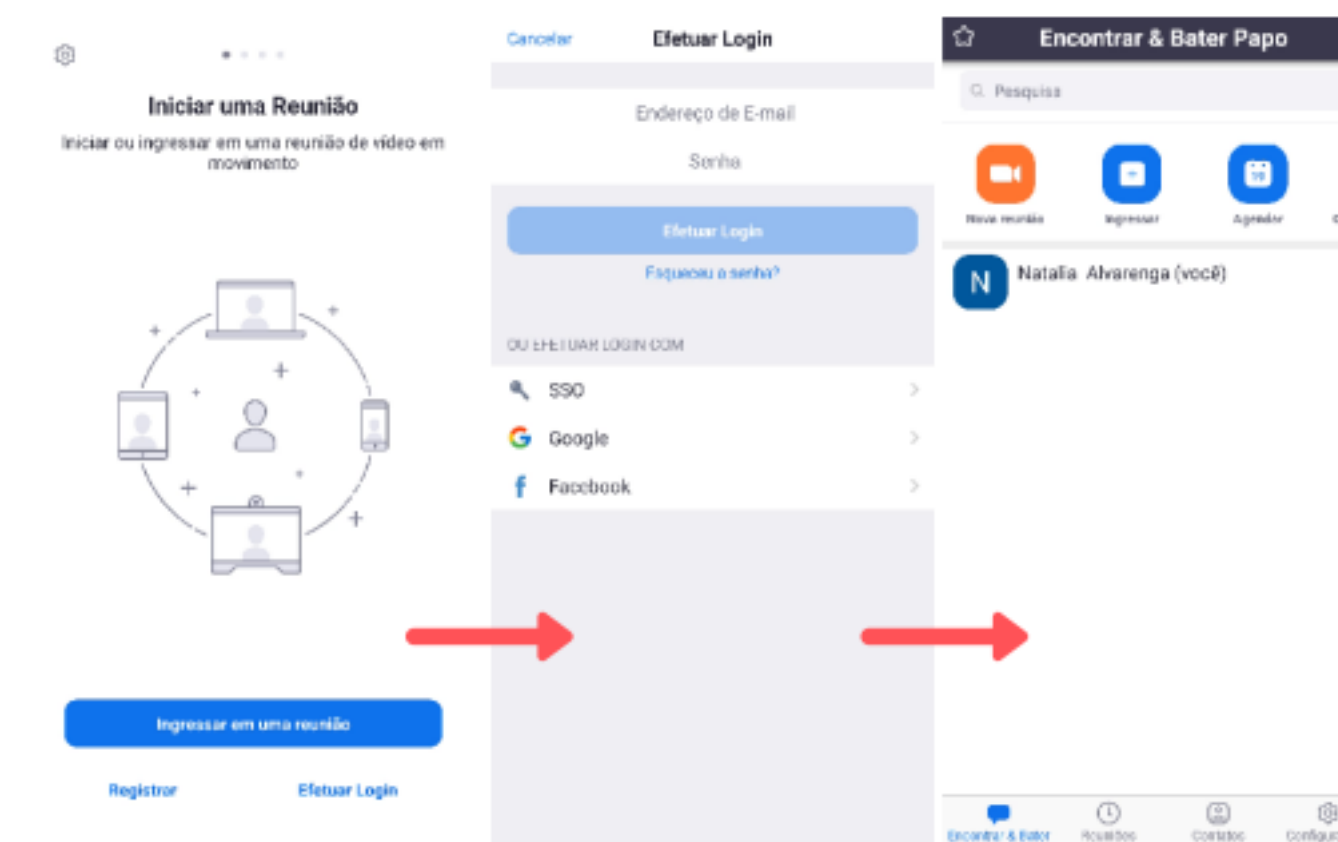 Iniciar uma Reunião
Iniciar ou ingressar em uma reunião de vídeo em
movimento
Ingressar em uma reunião
Registrar
Efetuar Login
Cancelar
Efetuar Login
Endereço de E-mail
Senha
Efetuar Login
Esqueceu a senha?
OU EFETUAR LOGIN COM
SSO
Google
Facebook
Encontrar & Bater Papo
Pesquisa
Nova reunião
Ingressar
Agendar
N
Natalia Alvarenga (você)
Encontrar & Bater
Reuniões
Contatos